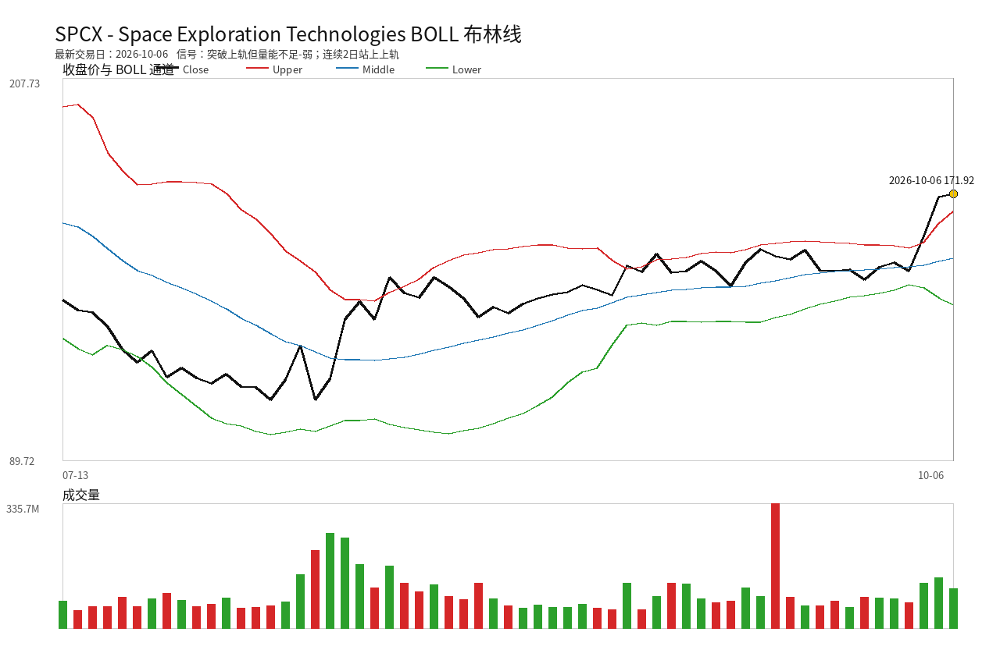 SPCX - Space Exploration Technologies BOLL 布林线
最新交易日：2026-10-06 信号：突破上轨但量能不足-弱；连续2日站上上轨
收盘价与 BOLL 通道 Close Upper Middle Lower
207.73
2026-10-06 171.92
89.72
07-13 10-06
成交量
335.7M